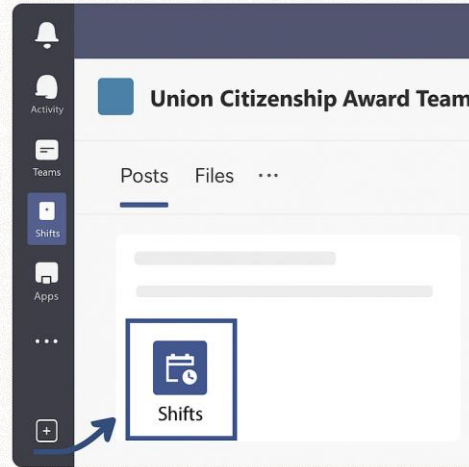 Activity
Union Citizenship Award Team
Teams
Posts Files ...
Shifts
Apps
...
Shifts